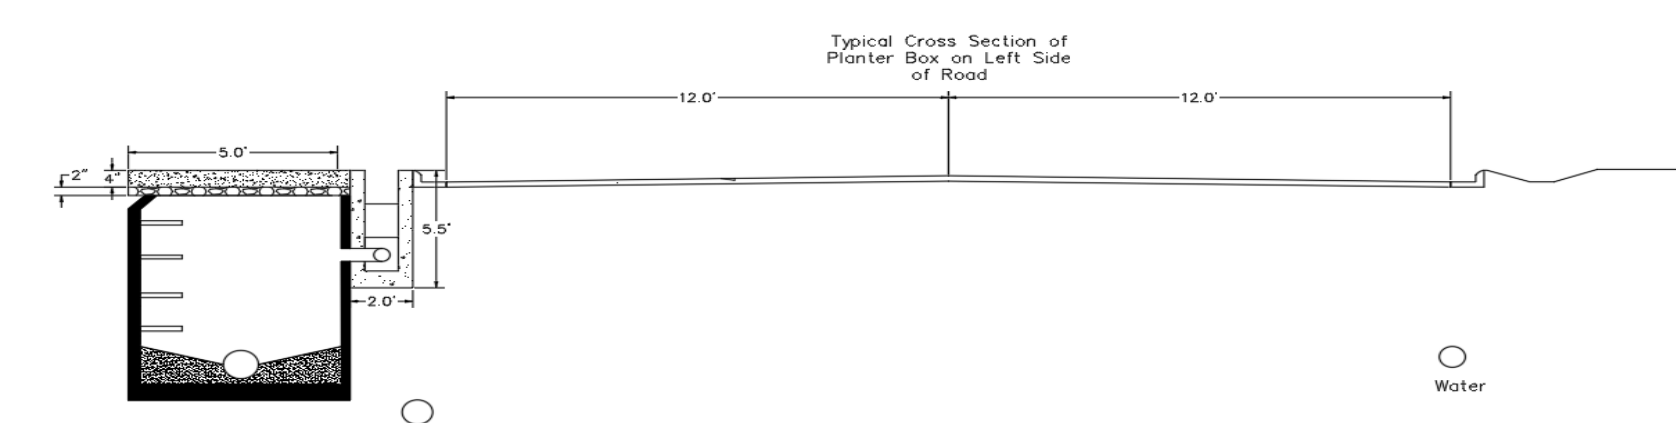 Typical Cross Section of
Planter Box on Left Side
of Road
12.0'
12.0'
5.0'
2"
4"
5.5'
2.0'
Water